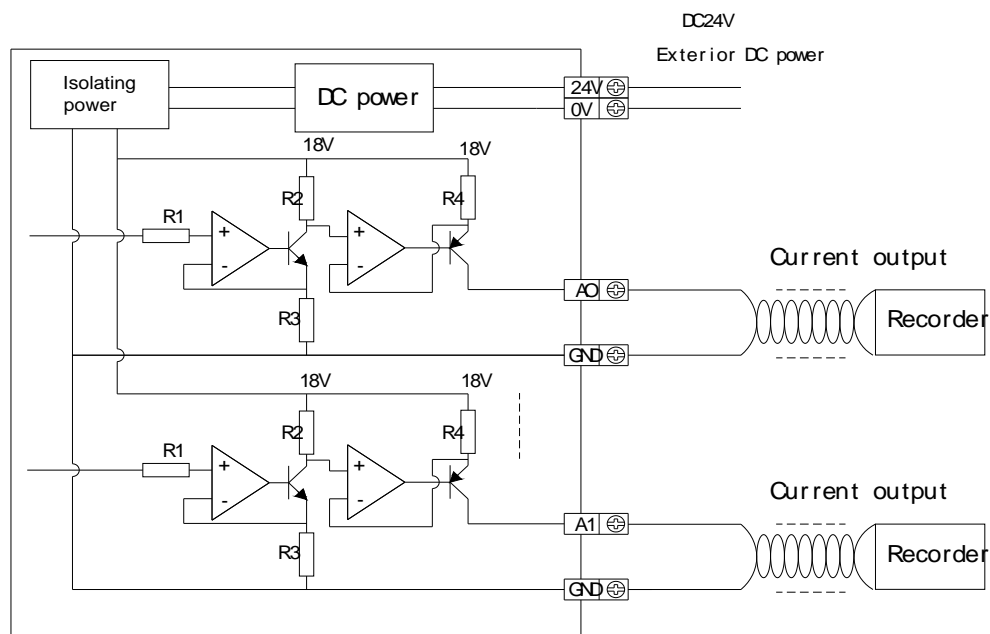 DC24V
Exterior DC power
Isolating
power
DC power
24V
0V
18V
18V
R2
R4
R1
+
-
+
-
R3
Current output
AO
Recorder
GND
18V
18V
R2
R4
R1
+
-
+
-
R3
Current output
A1
Recorder
GND